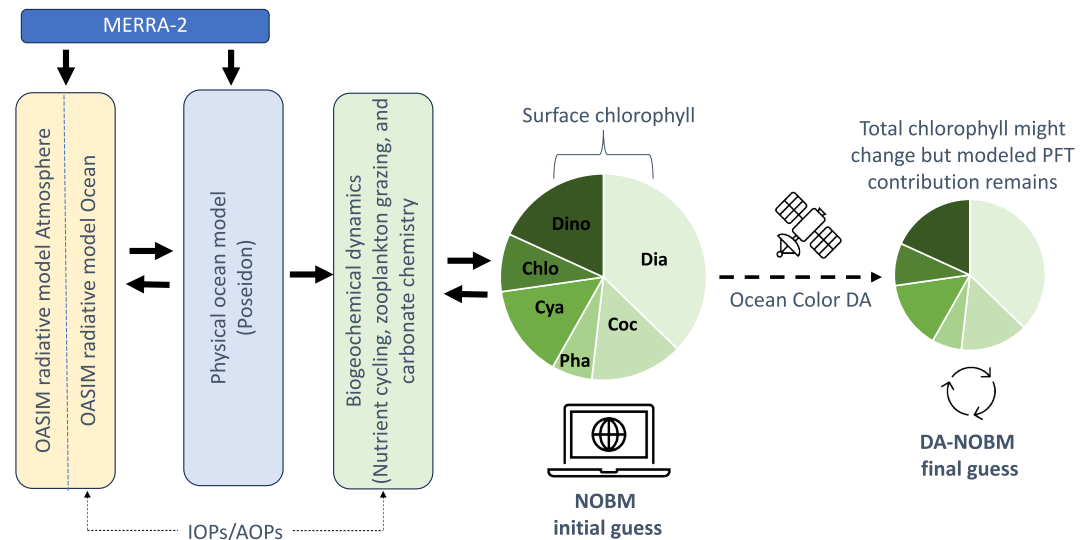 MERRA-2
OASIM radiative model Atmosphere
OASIM radiative model Ocean
Physical ocean model
(Poseidon)
Biogeochemical dynamics
(Nutrient cycling, zooplankton grazing, and
carbonate chemistry
IOPs/AOPs
Surface chlorophyll
Dino
Dia
Chlo
Cya
Coc
Pha
NOBM
initial guess
Ocean Color DA
Total chlorophyll might
change but modeled PFT
contribution remains
DA-NOBM
final guess